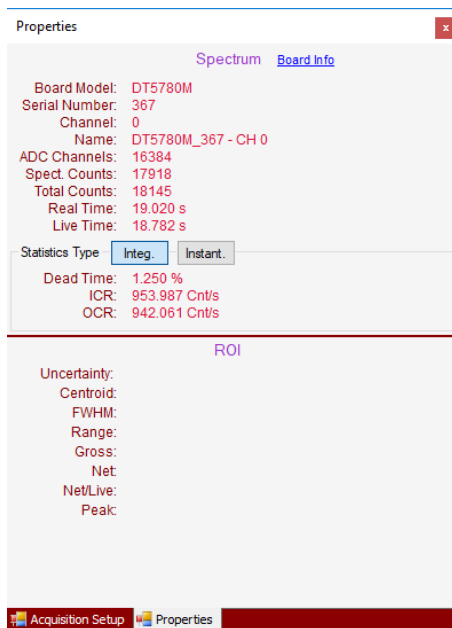 Properties
x
Spectrum Board Info
Board Model: DT5780M
Serial Number: 367
Channel: 0
Name: DT5780M_367 - CH 0
ADC Channels: 16384
Spect. Counts: 17918
Total Counts: 18145
Real Time: 19.020 s
Live Time: 18.782 s
Statistics Type Integ. Instant.
Dead Time: 1.250 %
ICR: 953.987 Cnt/s
OCR: 942.061 Cnt/s
ROI
Uncertainty:
Centroid:
FWHM:
Range:
Gross:
Net:
Net/Live:
Peak:
Acquisition Setup Properties